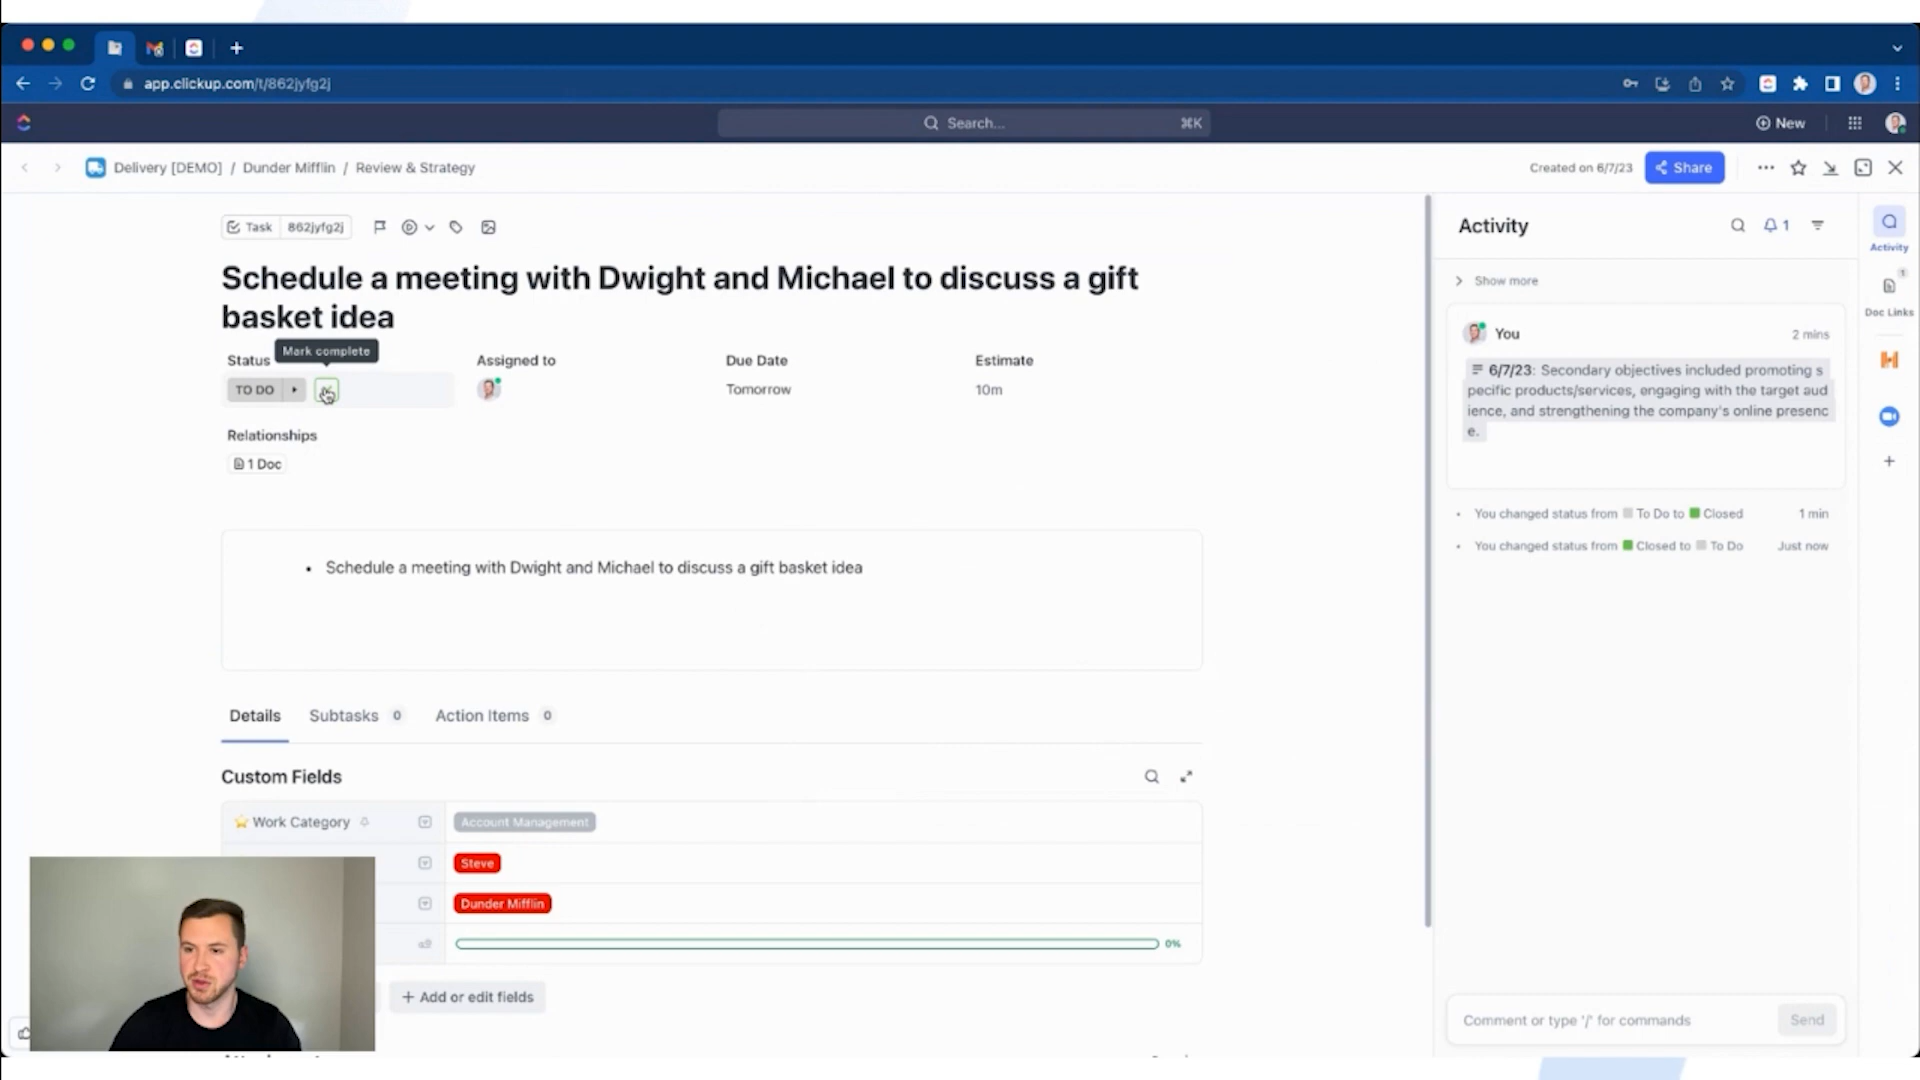 app.clickup.com/t/862jyfg2j
Search...
⌘K
New
Delivery [DEMO] / Dunder Mifflin / Review & Strategy
Created on 6/7/23
Share
Task
862jyfg2j
Schedule a meeting with Dwight and Michael to discuss a gift
basket idea
Mark complete
Status
Assigned to
Due Date
Estimate
TO DO
Tomorrow
10m
Relationships
1 Doc
• Schedule a meeting with Dwight and Michael to discuss a gift basket idea
Details
Subtasks 0
Action Items 0
Custom Fields
Work Category
Account Management
Steve
Dunder Mifflin
0%
+ Add or edit fields
Activity
1
Show more
You
2 mins
6/7/23: Secondary objectives included promoting s
pecific products/services, engaging with the target aud
ience, and strengthening the company's online presenc
e.
• You changed status from To Do to Closed
1 min
• You changed status from Closed to To Do
Just now
Comment or type '/' for commands
Send
Activity
1
Doc Links